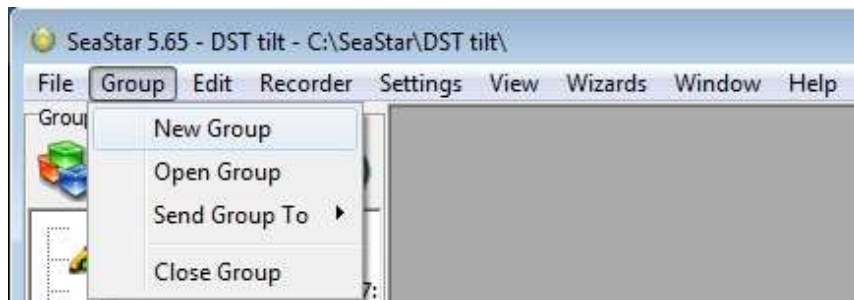 SeaStar 5.65 - DST tilt - C:\SeaStar\DST tilt\
File Group Edit Recorder Settings View Wizards Window Help
New Group
Open Group
Send Group To
Close Group
7: